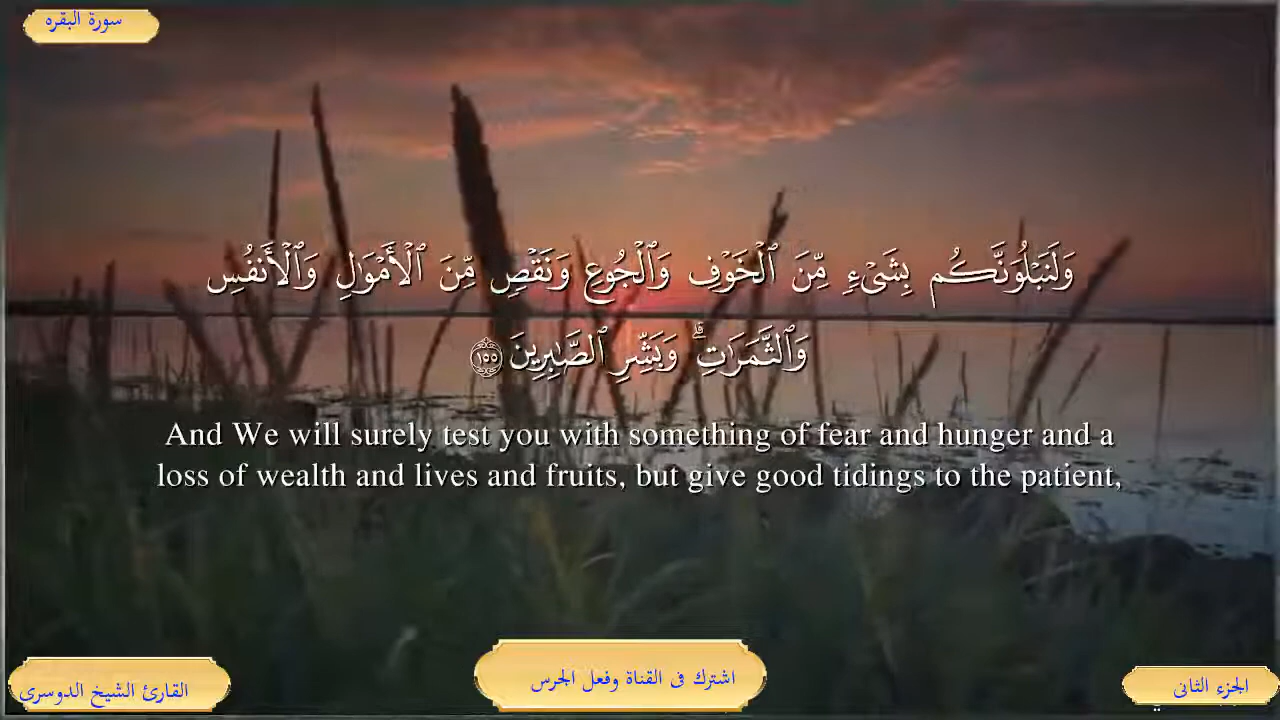 سورة البقره
وَلَنَبْلُوَنَّكُم بِشَىْءٍ مِّنَ ٱلْخَوْفِ وَٱلْجُوعِ وَنَقْصٍ مِّنَ ٱلْأَمْوَٰلِ وَٱلْأَنفُسِ
وَٱلثَّمَرَٰتِ ۗ وَبَشِّرِ ٱلصَّٰبِرِينَ ١٥٥
And We will surely test you with something of fear and hunger and a
loss of wealth and lives and fruits, but give good tidings to the patient,
القارئ الشيخ الدوسرى
اشترك فى القناة وفعل الجرس
الجزء الثانى